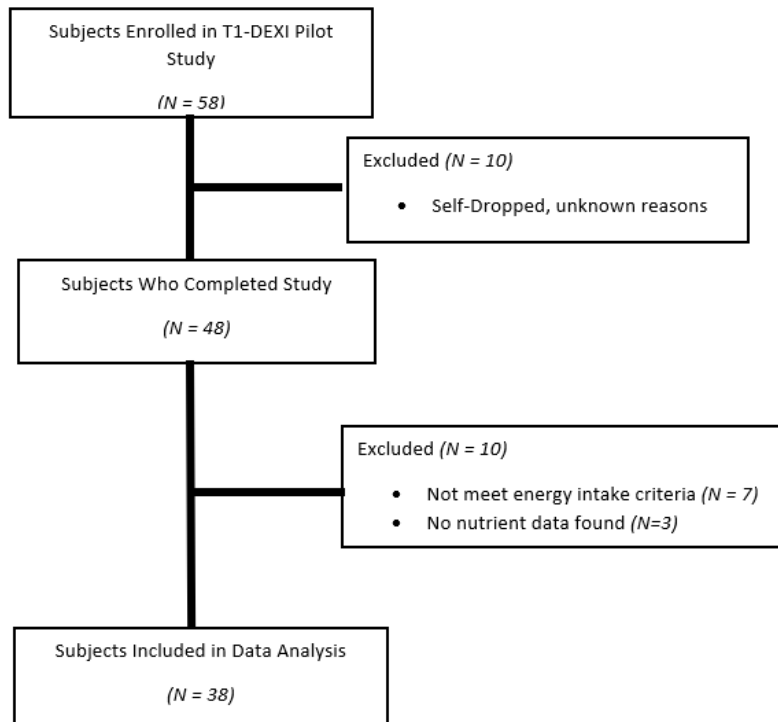 Subjects Enrolled in T1-DEXI Pilot
Study
(N = 58)
Excluded (N = 10)
• Self-Dropped, unknown reasons
Subjects Who Completed Study
(N = 48)
Excluded (N = 10)
• Not meet energy intake criteria (N = 7)
• No nutrient data found (N=3)
Subjects Included in Data Analysis
(N = 38)